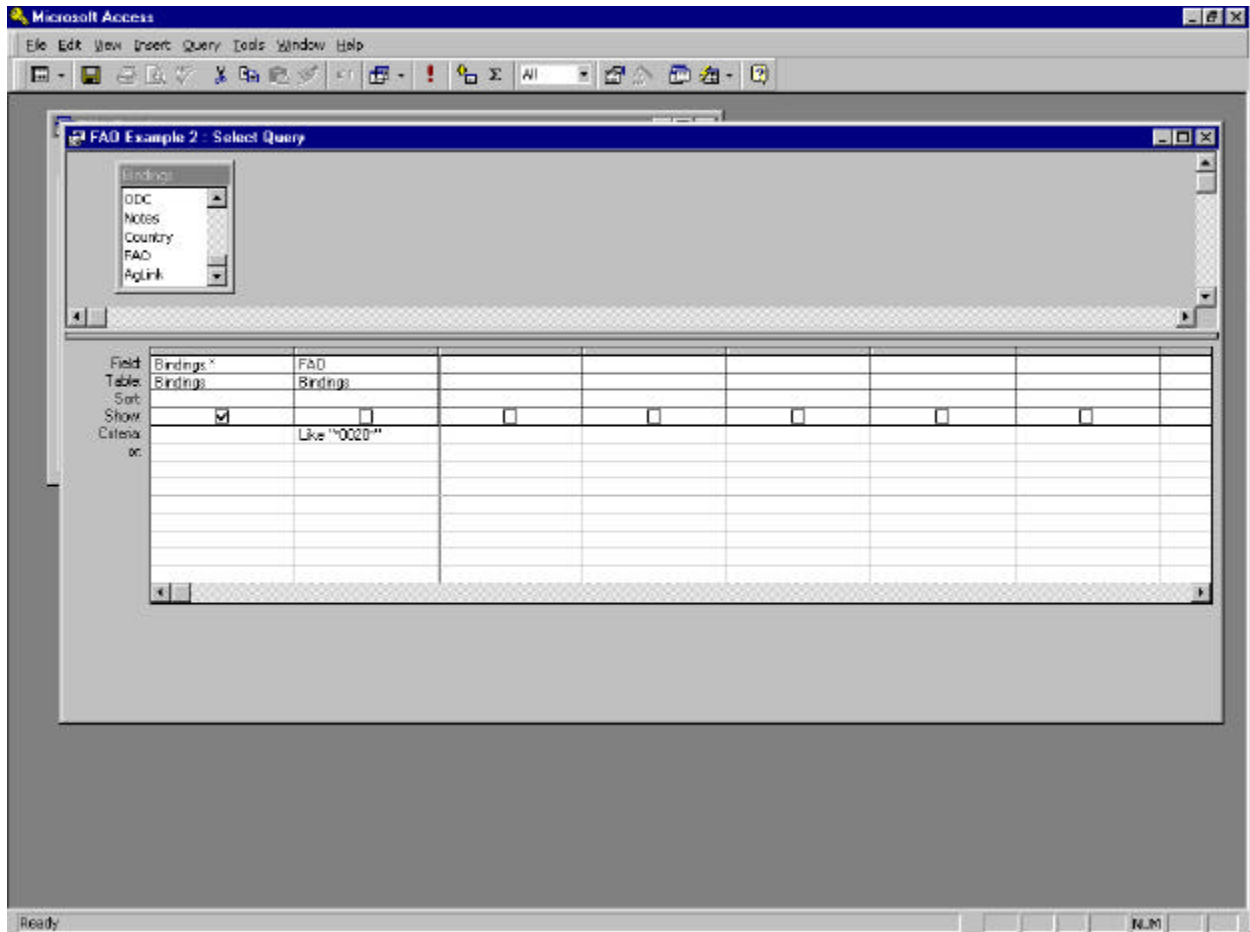 Microsoft Access
File Edit View Insert Query Tools Window Help
All
FAO Example 2 : Select Query
Bindings
ODC
Notes
Country
FAO
AgLink
Field: Bindings.* FAO
Table: Bindings Bindings
Sort:
Show:
Criteria: Like "*0020*"
or:
Ready NUM